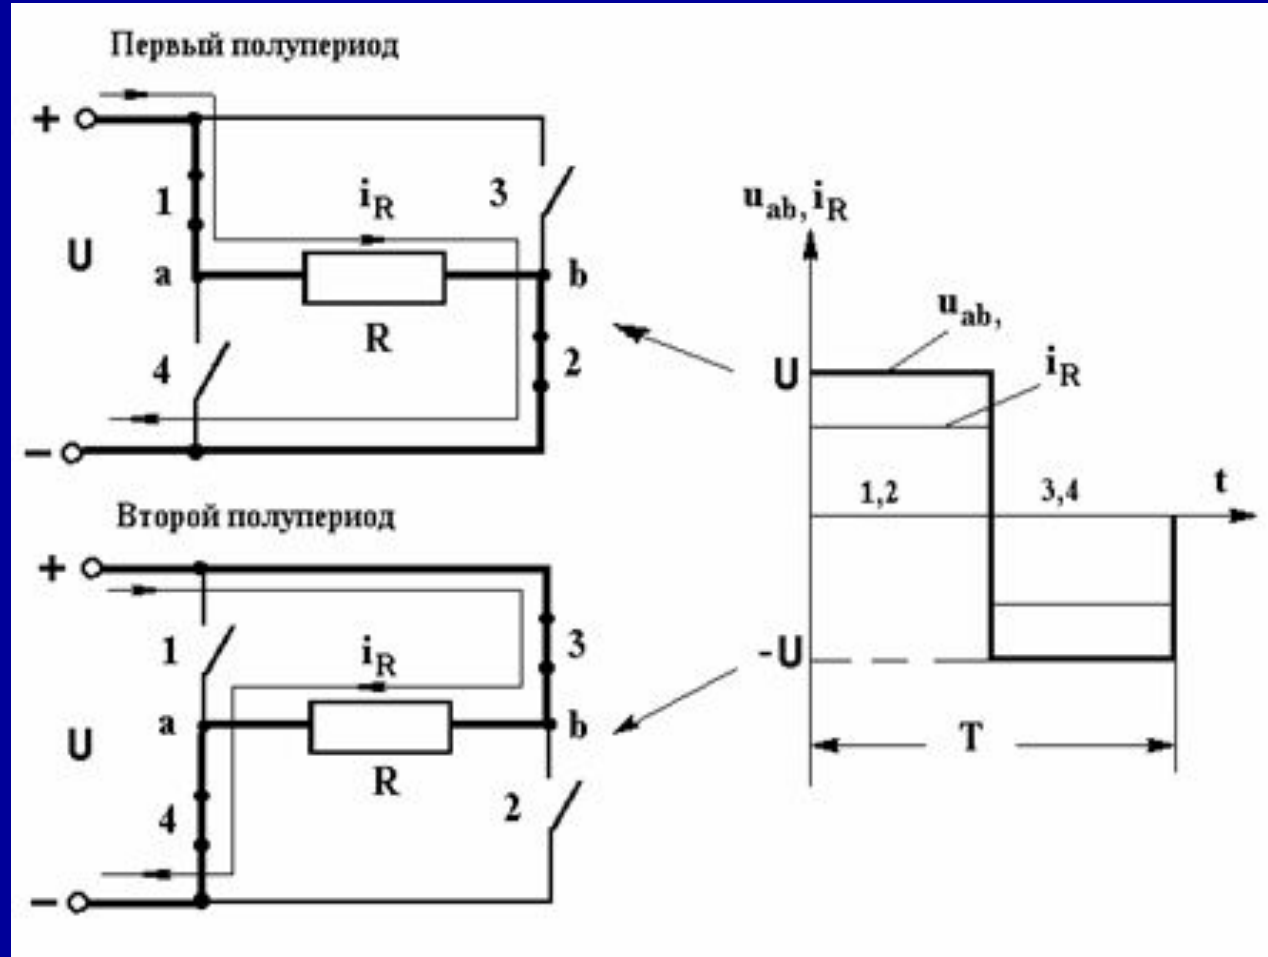 Первый полупериод
+
1
i_R
3
U
a
b
R
4
2
−
Второй полупериод
+
1
i_R
3
U
a
b
R
4
2
−
u_ab, i_R
u_ab,
U
i_R
1,2
3,4
t
-U
T